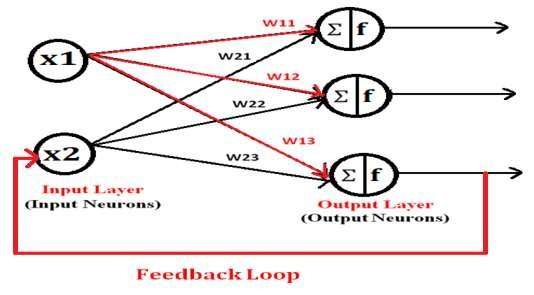 x1
x2
W11
W21
W12
W22
W13
W23
Σ f
Σ f
Σ f
Input Layer
(Input Neurons)
Output Layer
(Output Neurons)
Feedback Loop